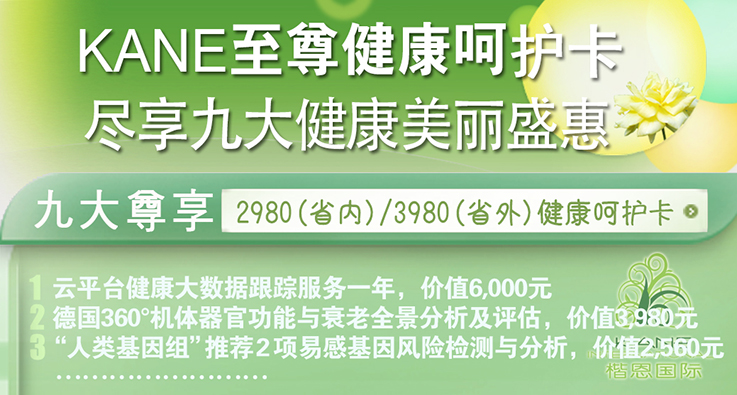 KANE至尊健康呵护卡
尽享九大健康美丽盛惠
九大尊享 2980(省内)/3980(省外)健康呵护卡
1 云平台健康大数据跟踪服务一年，价值6,000元
2 德国360°机体器官功能与衰老全景分析及评估，价值3,980元
3 “人类基因组”推荐2项易感基因风险检测与分析，价值2,560元
……………………
楷恩国际